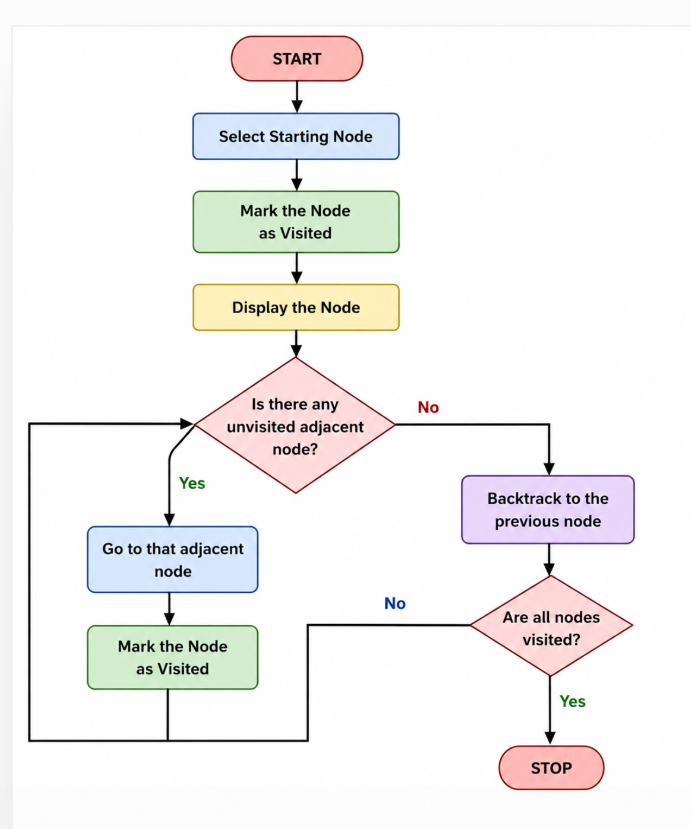 START
Select Starting Node
Mark the Node
as Visited
Display the Node
Is there any
unvisited adjacent
node?
No
Yes
Backtrack to the
previous node
Go to that adjacent
node
No
Are all nodes
visited?
Mark the Node
as Visited
Yes
STOP